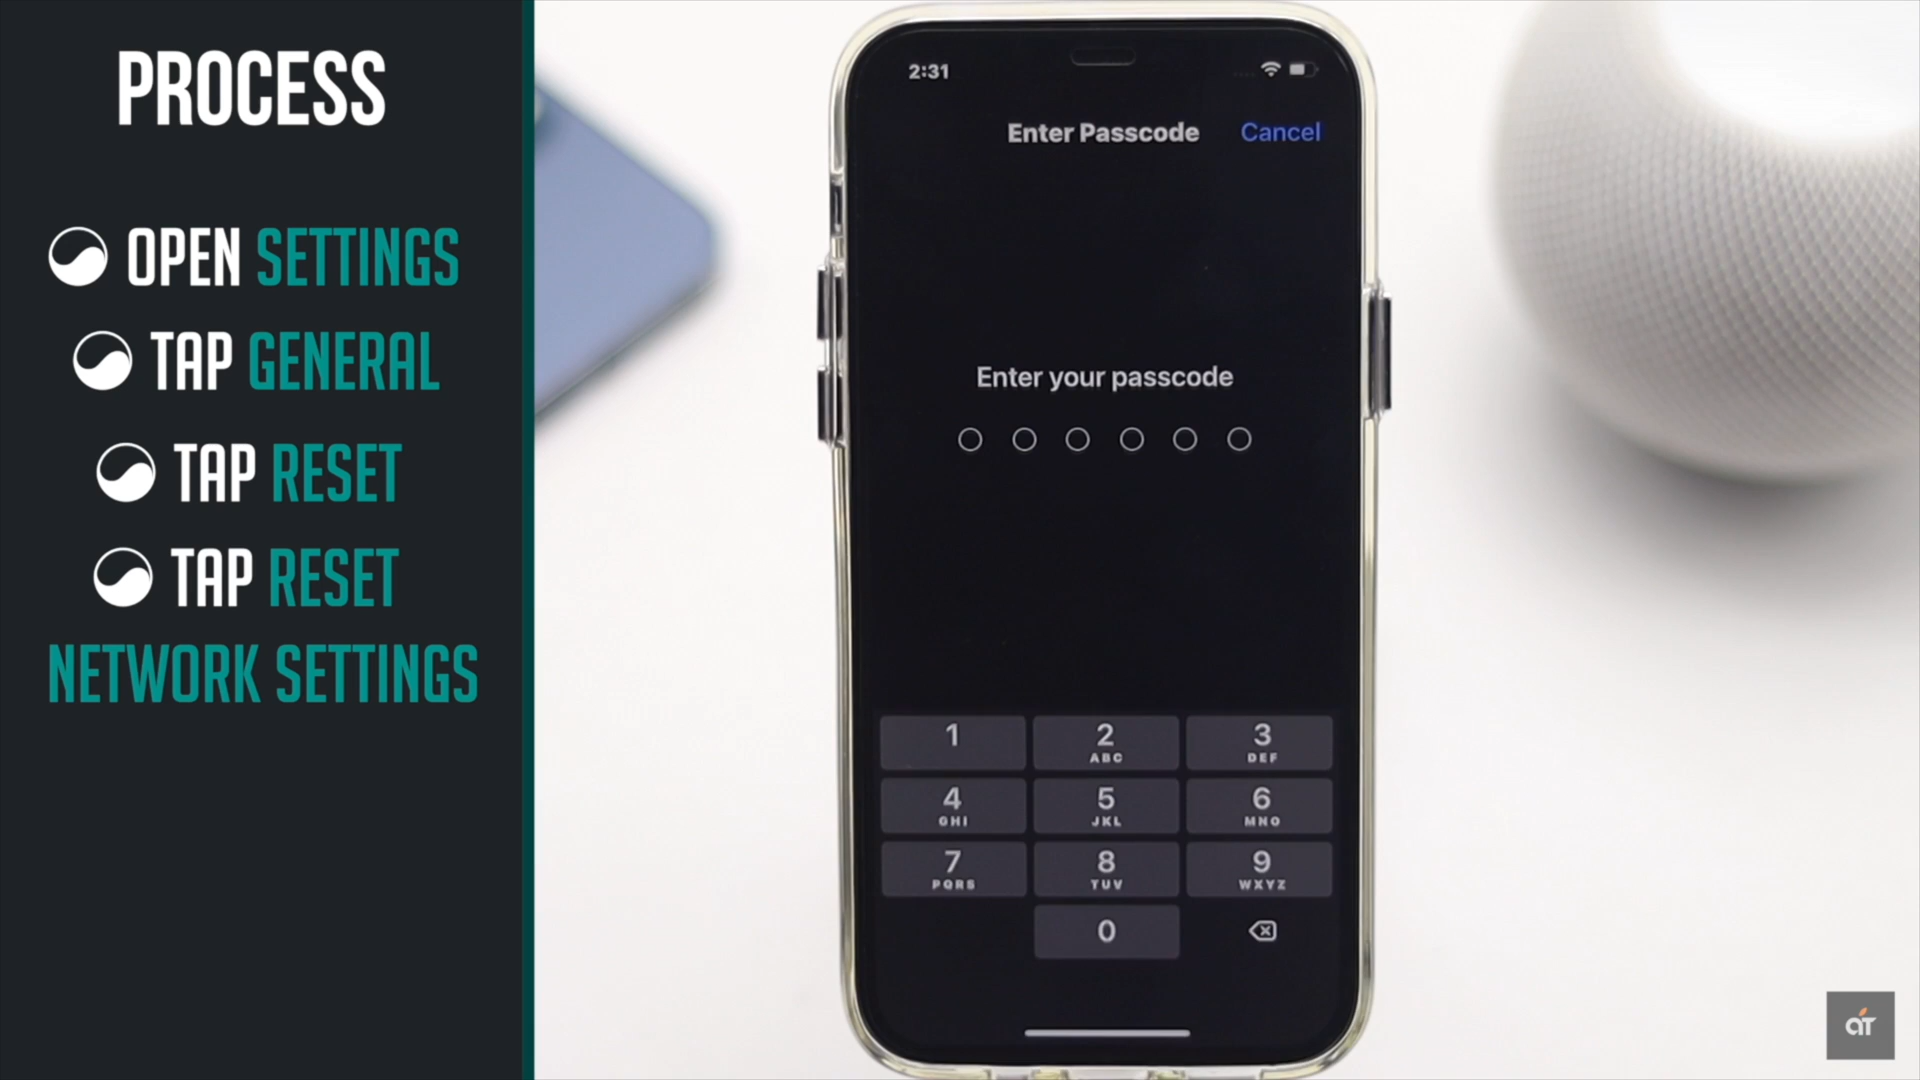 PROCESS
OPEN SETTINGS
TAP GENERAL
TAP RESET
TAP RESET
NETWORK SETTINGS
2:31
Enter Passcode Cancel
Enter your passcode
1 2 3
ABC DEF
4 5 6
GHI JKL MNO
7 8 9
PQRS TUV WXYZ
0
aT